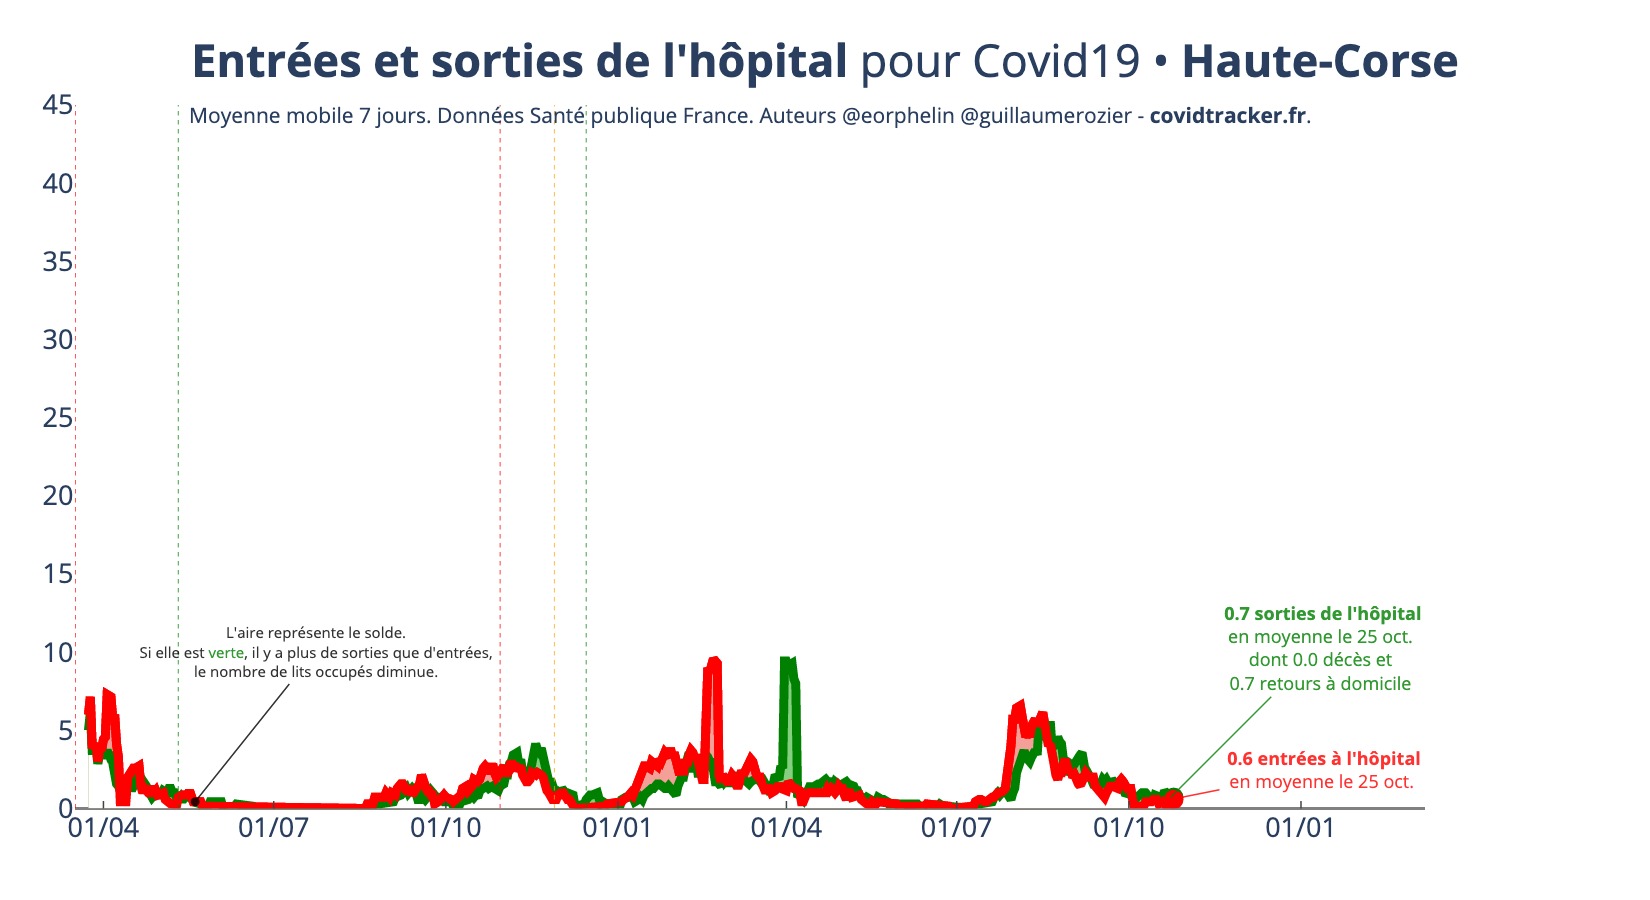 Entrées et sorties de l'hôpital pour Covid19 • Haute-Corse
Moyenne mobile 7 jours. Données Santé publique France. Auteurs @eorphelin @guillaumerozier - covidtracker.fr.
45
40
35
30
25
20
15
10
5
0
L'aire représente le solde.
Si elle est verte, il y a plus de sorties que d'entrées,
le nombre de lits occupés diminue.
0.7 sorties de l'hôpital
en moyenne le 25 oct.
dont 0.0 décès et
0.7 retours à domicile
0.6 entrées à l'hôpital
en moyenne le 25 oct.
01/04 01/07 01/10 01/01 01/04 01/07 01/10 01/01